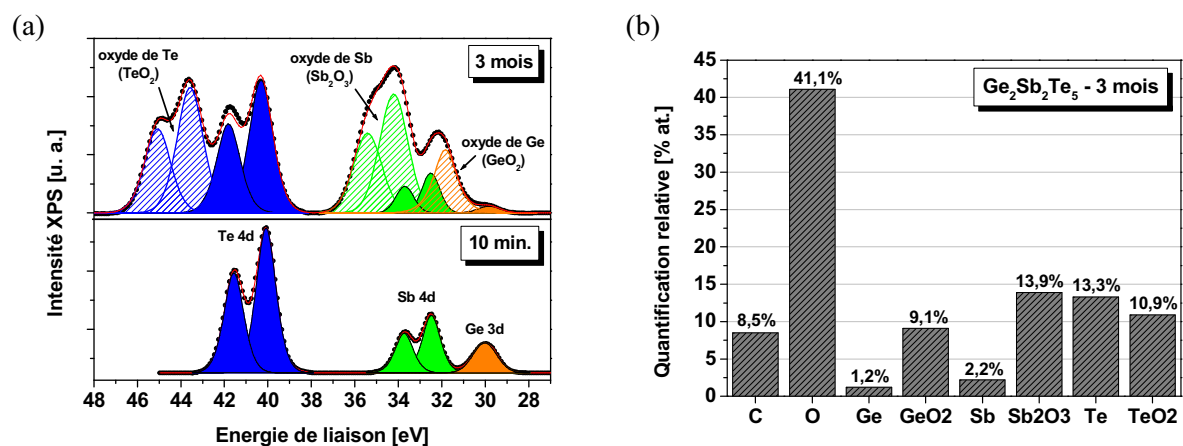 (a)
oxyde de Te
(TeO₂)
oxyde de Sb
(Sb₂O₃)
3 mois
oxyde de Ge
(GeO₂)
10 min.
Te 4d
Sb 4d
Ge 3d
Intensité XPS [u. a.]
48 46 44 42 40 38 36 34 32 30 28
Energie de liaison [eV]
(b)
Ge₂Sb₂Te₅ - 3 mois
Quantification relative [% at.]
45
40
35
30
25
20
15
10
5
0
8,5%
41,1%
1,2%
9,1%
2,2%
13,9%
13,3%
10,9%
C O Ge GeO2 Sb Sb2O3 Te TeO2